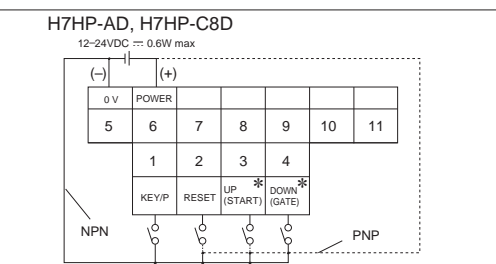 H7HP-AD, H7HP-C8D
12–24VDC ⎓ 0.6W max
(–) (+)
0 V POWER
5 6 7 8 9 10 11
1 2 3 4
KEY/P RESET UP * (START) DOWN * (GATE)
NPN PNP